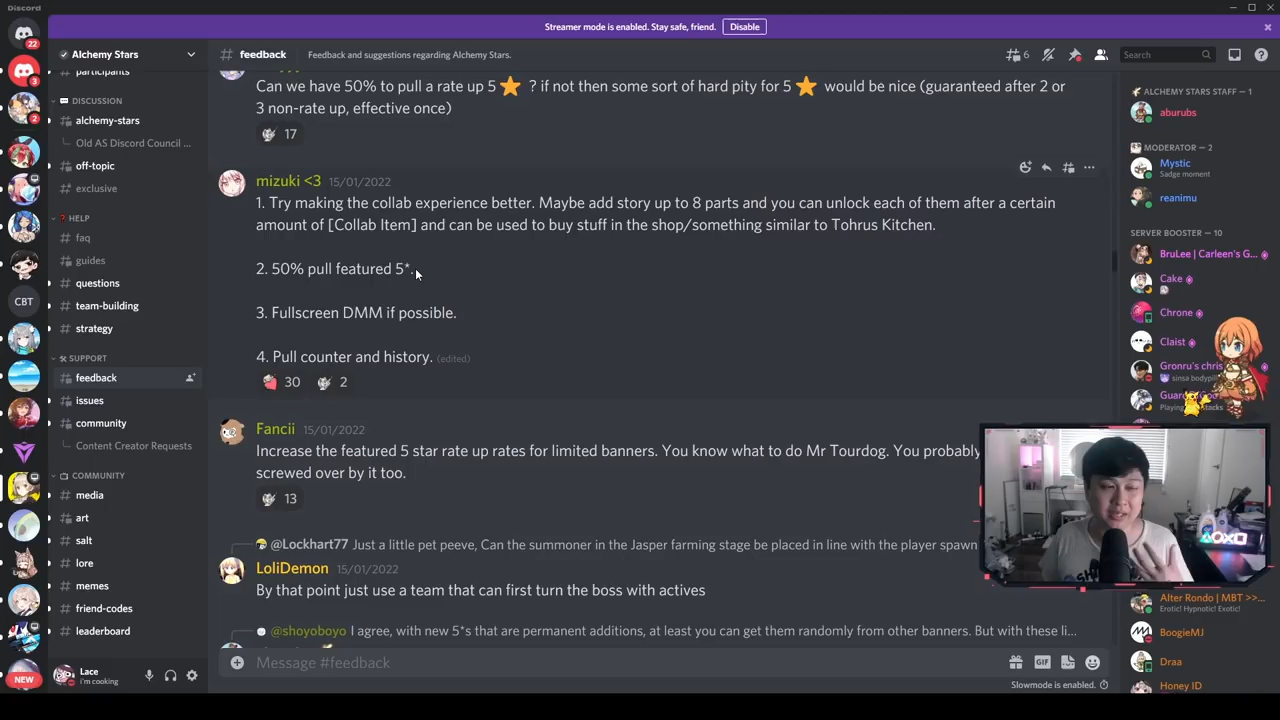 Discord
Streamer mode is enabled. Stay safe, friend.
Disable
22
3
2
CBT
NEW
Alchemy Stars
participants
DISCUSSION
alchemy-stars
Old AS Discord Council ...
off-topic
exclusive
HELP
faq
guides
questions
team-building
strategy
SUPPORT
feedback
issues
community
Content Creator Requests
COMMUNITY
media
art
salt
lore
memes
friend-codes
leaderboard
Lace
i'm cooking
# feedback
Feedback and suggestions regarding Alchemy Stars.
6
Search
Can we have 50% to pull a rate up 5 ⭐ ? if not then some sort of hard pity for 5 ⭐ would be nice (guaranteed after 2 or
3 non-rate up, effective once)
17
mizuki <3 15/01/2022
1. Try making the collab experience better. Maybe add story up to 8 parts and you can unlock each of them after a certain
amount of [Collab Item] and can be used to buy stuff in the shop/something similar to Tohrus Kitchen.
2. 50% pull featured 5*.
3. Fullscreen DMM if possible.
4. Pull counter and history. (edited)
30 2
Fancii 15/01/2022
Increase the featured 5 star rate up rates for limited banners. You know what to do Mr Tourdog. You probably
screwed over by it too.
13
@Lockhart77 Just a little pet peeve, Can the summoner in the Jasper farming stage be placed in line with the player spawn
LoliDemon 15/01/2022
By that point just use a team that can first turn the boss with actives
@shoyoboyo I agree, with new 5*s that are permanent additions, at least you can get them randomly from other banners. But with these li...
Message #feedback
GIF
Slowmode is enabled.
ALCHEMY STARS STAFF – 1
aburubs
MODERATOR – 2
Mystic
Sadge moment
reanimu
SERVER BOOSTER – 10
BruLee | Carleen's G...
Cake
Chrone
Claist
Gronru's chris
sinsa bodypil
Playing
Alter Rondo | MBT >>...
Erotic! Hypnotic! Erotic!
BoogieMJ
Draa
Honey ID